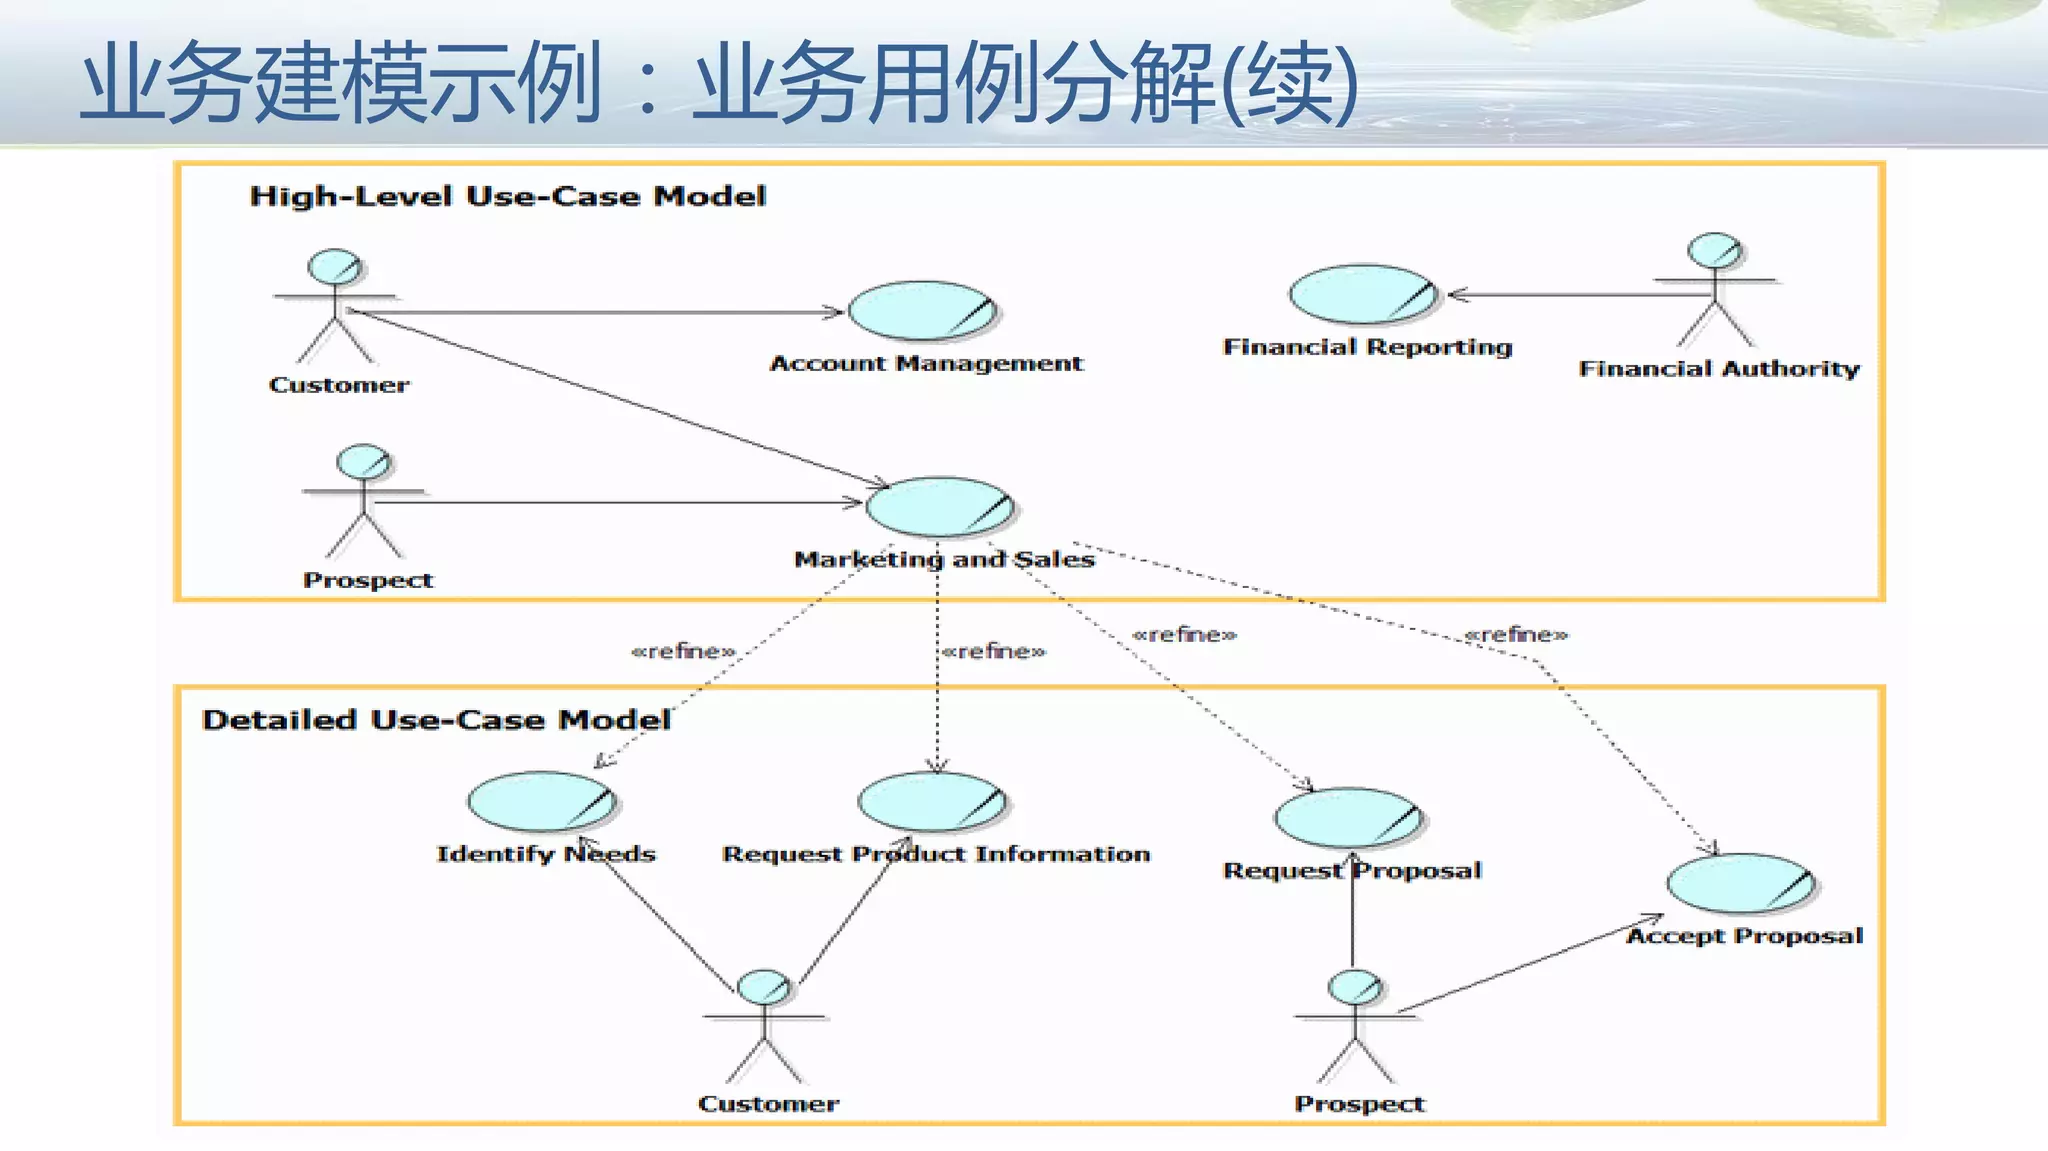 业务建模示例：业务用例分解(续)
High-Level Use-Case Model
Customer
Account Management
Financial Reporting
Financial Authority
Prospect
Marketing and Sales
«refine»
«refine»
«refine»
«refine»
Detailed Use-Case Model
Identify Needs
Request Product Information
Request Proposal
Accept Proposal
Customer
Prospect